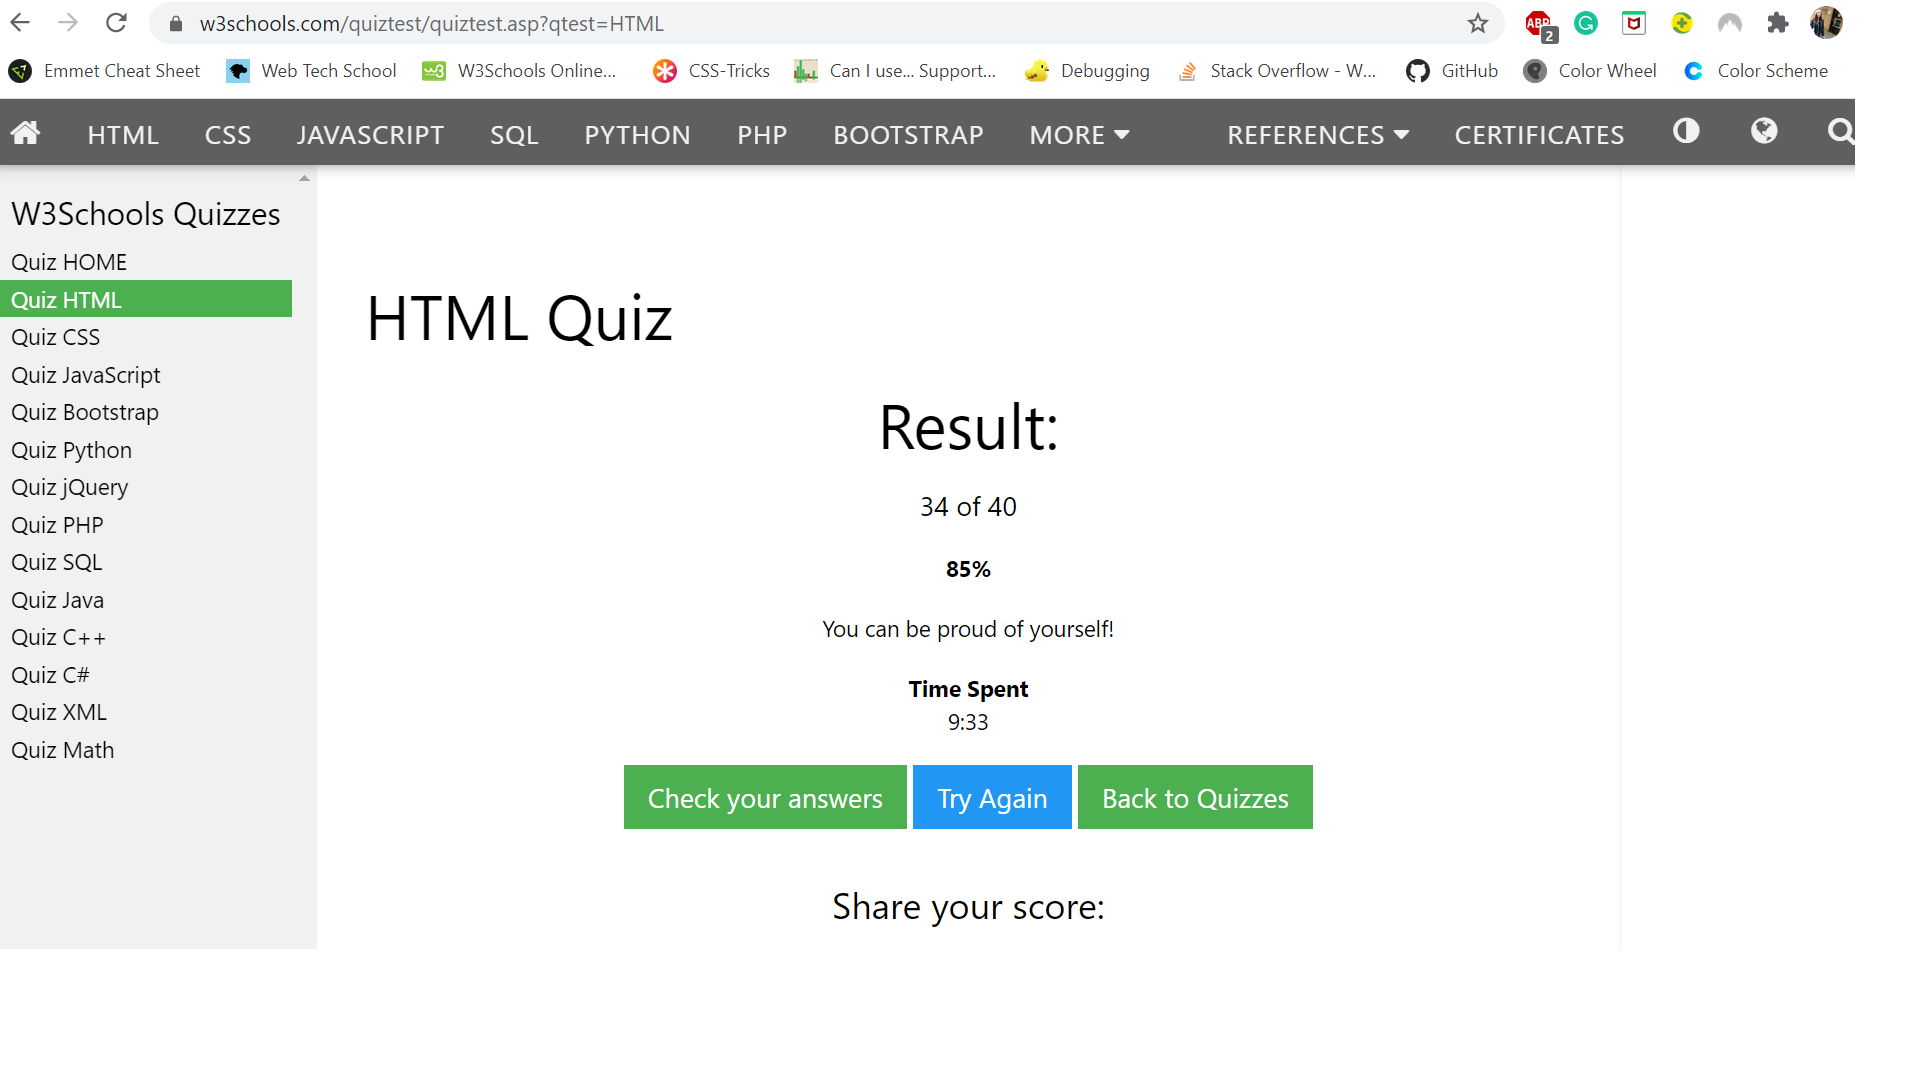 w3schools.com/quiztest/quiztest.asp?qtest=HTML
ABP 2
Emmet Cheat Sheet Web Tech School W3Schools Online... CSS-Tricks Can I use... Support... Debugging Stack Overflow - W... GitHub Color Wheel Color Scheme
HTML CSS JAVASCRIPT SQL PYTHON PHP BOOTSTRAP MORE REFERENCES CERTIFICATES
W3Schools Quizzes
Quiz HOME
Quiz HTML
Quiz CSS
Quiz JavaScript
Quiz Bootstrap
Quiz Python
Quiz jQuery
Quiz PHP
Quiz SQL
Quiz Java
Quiz C++
Quiz C#
Quiz XML
Quiz Math
HTML Quiz
Result:
34 of 40
85%
You can be proud of yourself!
Time Spent
9:33
Check your answers Try Again Back to Quizzes
Share your score: